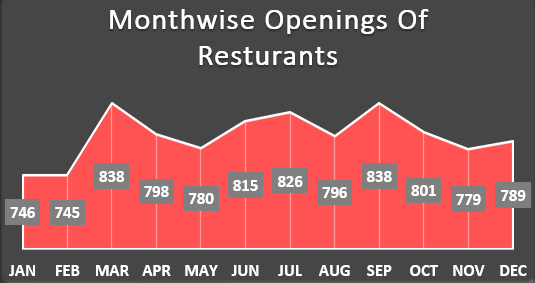 Monthwise Openings Of
Resturants
746 745 838 798 780 815 826 796 838 801 779 789
JAN FEB MAR APR MAY JUN JUL AUG SEP OCT NOV DEC